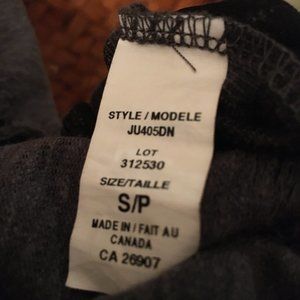 STYLE / MODELE
JU405DN
LOT
312530
SIZE/TAILLE
S/P
MADE IN / FAIT AU
CANADA
CA 26907